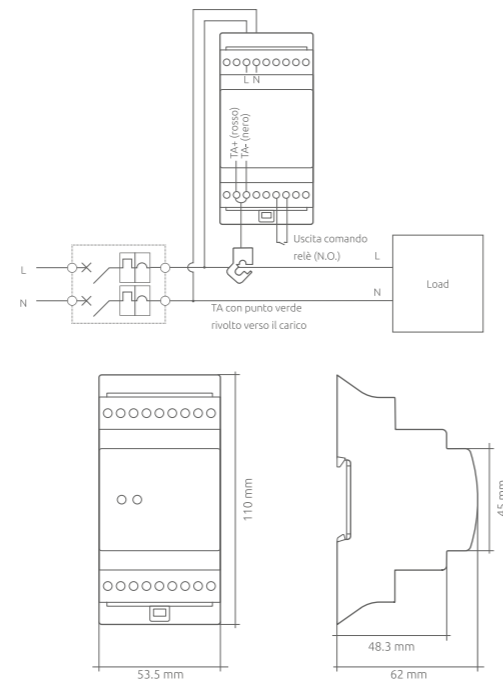 L N
TA+ (rosso)
TA- (nero)
Uscita comando
relè (N.O.)
L
L
N
N
Load
TA con punto verde
rivolto verso il carico
110 mm
45 mm
48.3 mm
53.5 mm
62 mm